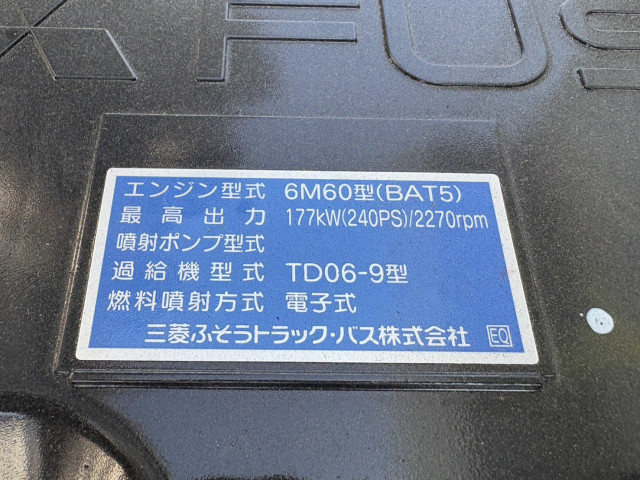 FUS
エンジン型式 6M60型(BAT5)
最高出力 177kW(240PS)/2270rpm
噴射ポンプ型式
過給機型式 TD06-9型
燃料噴射方式 電子式
三菱ふそうトラック・バス株式会社 EQ